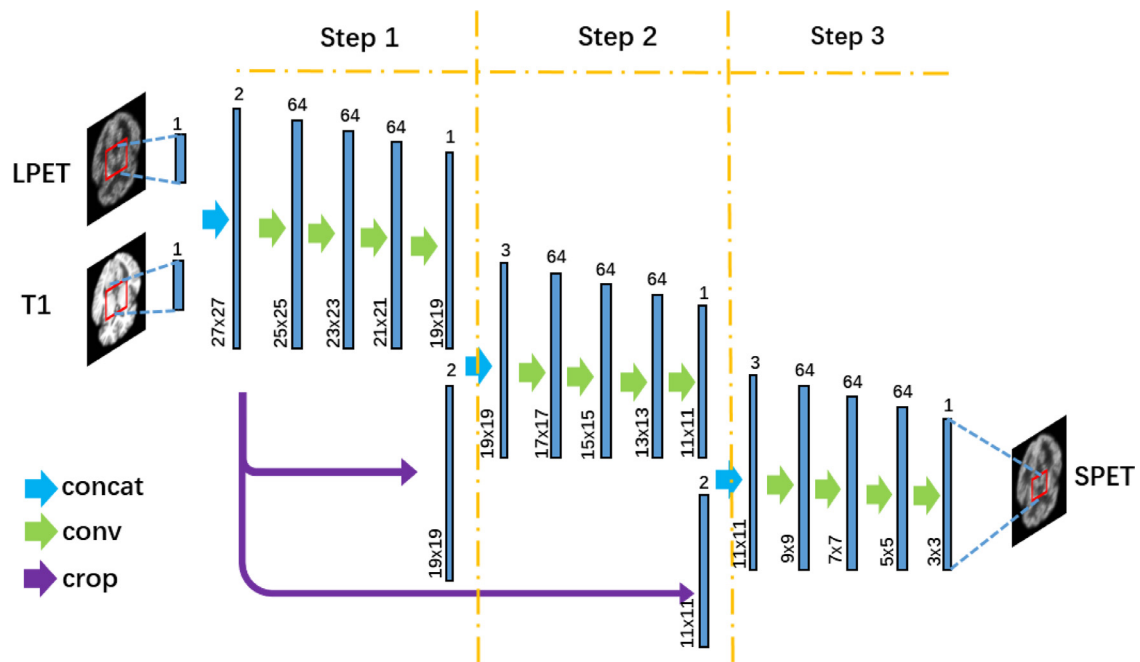 Step 1
Step 2
Step 3
LPET
1
T1
1
2
27x27
64
25x25
64
23x23
64
21x21
1
19x19
2
19x19
3
19x19
64
17x17
64
15x15
64
13x13
1
11x11
2
11x11
3
11x11
64
9x9
64
7x7
64
5x5
1
3x3
SPET
concat
conv
crop